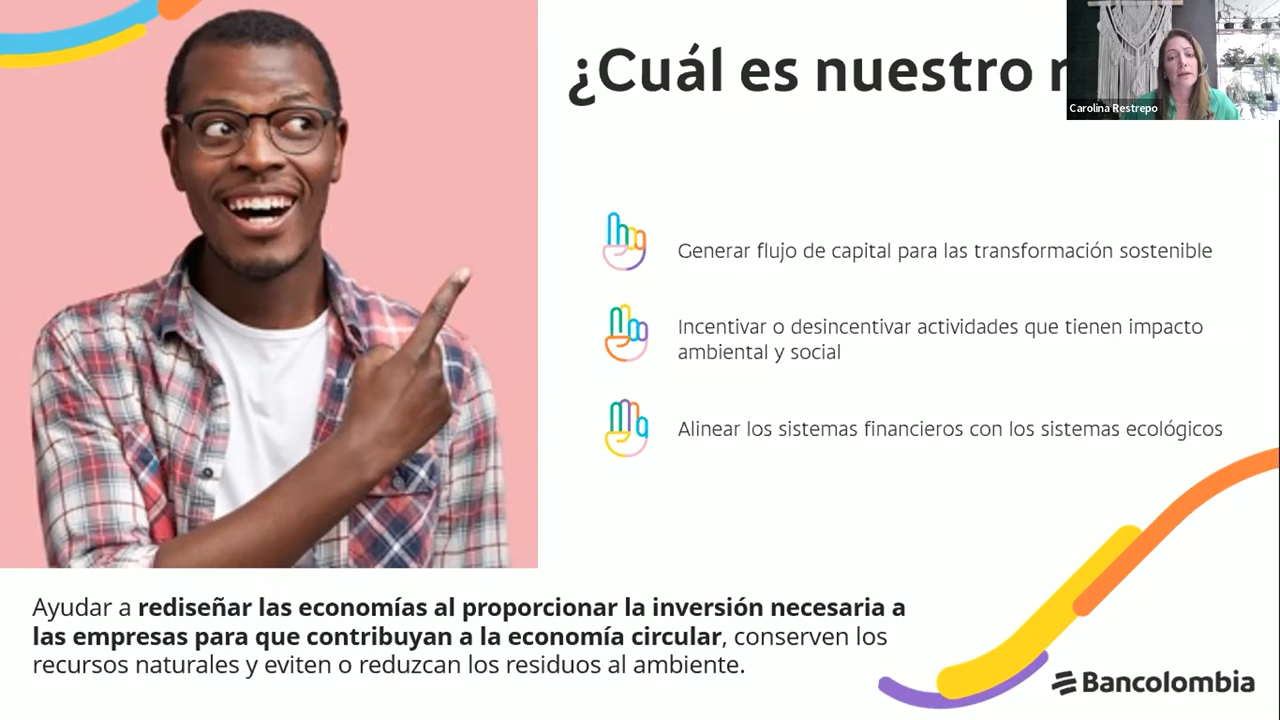 ¿Cuál es nuestro
Carolina Restrepo
Generar flujo de capital para las transformación sostenible
Incentivar o desincentivar actividades que tienen impacto
ambiental y social
Alinear los sistemas financieros con los sistemas ecológicos
Ayudar a rediseñar las economías al proporcionar la inversión necesaria a
las empresas para que contribuyan a la economía circular, conserven los
recursos naturales y eviten o reduzcan los residuos al ambiente.
Bancolombia